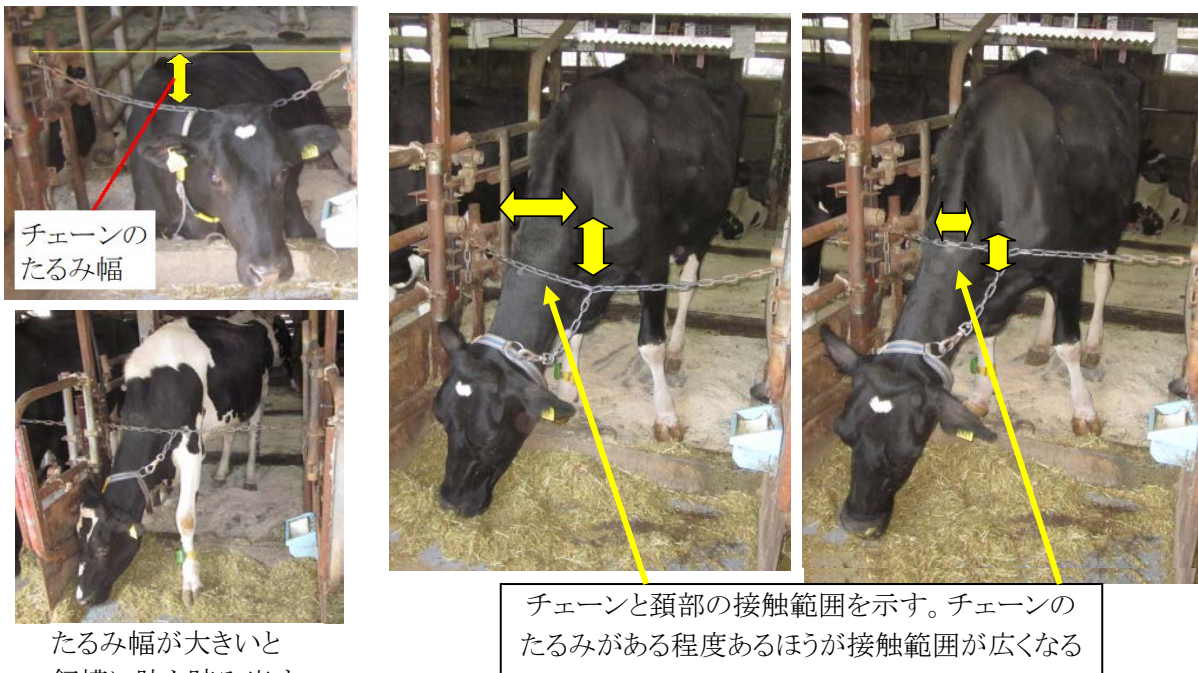 チェーンの
たるみ幅
たるみ幅が大きいと
チェーンと頚部の接触範囲を示す。チェーンの
たるみがある程度あるほうが接触範囲が広くなる